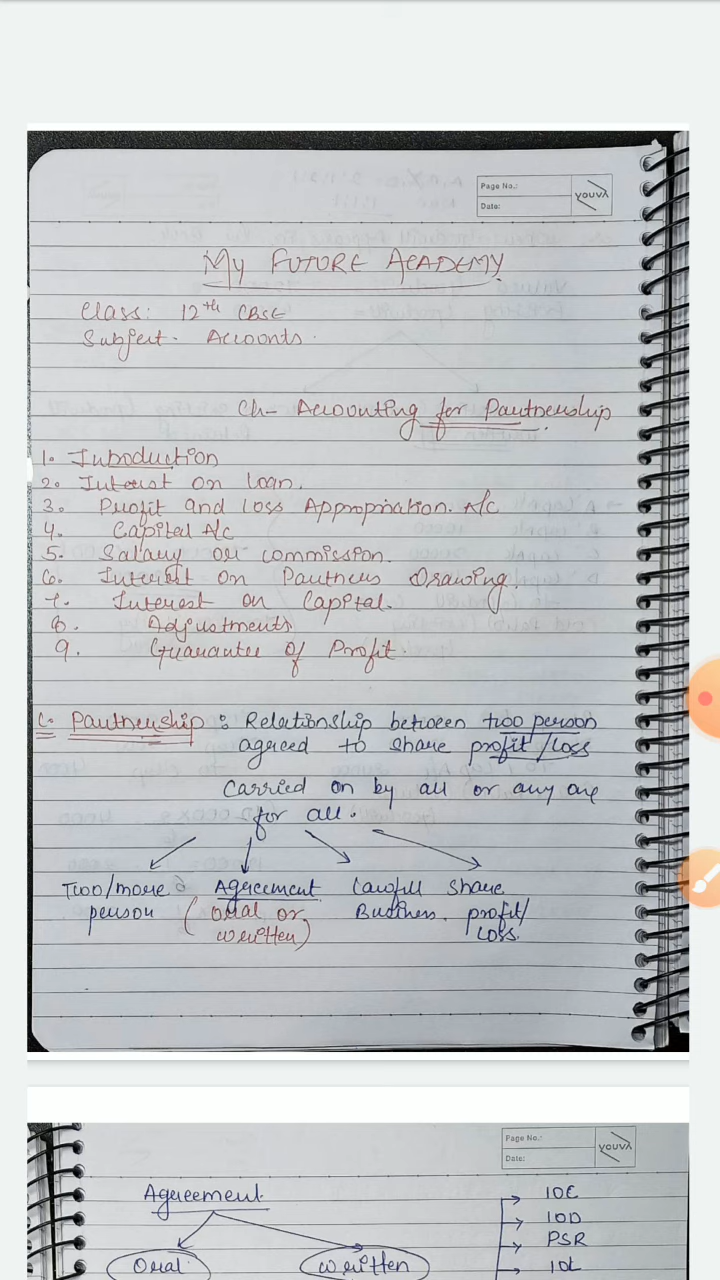 Page No.:
Date:
YOUVA
My FUTURE ACADEMY
Class: 12th CBSE
Subject. Accounts.
Ch- Accounting for Partnership
1. Introduction
2. Interest on Loan.
3. Profit and Loss Appropriation. A/c
4. Capital A/c
5. Salary or commission.
6. Interest on Partners Drawing.
7. Interest on Capital.
8. Adjustments
9. Guarantee of Profit.
Partnership : Relationship between two person
agreed to share profit/Loss
carried on by all or any one
for all.
Two/more person
Agreement (oral or written)
Lawful Business.
Share profit/Loss.
Page No.:
Date:
YOUVA
Agreement.
Oral
written
IOC
IOD
PSR
IOL